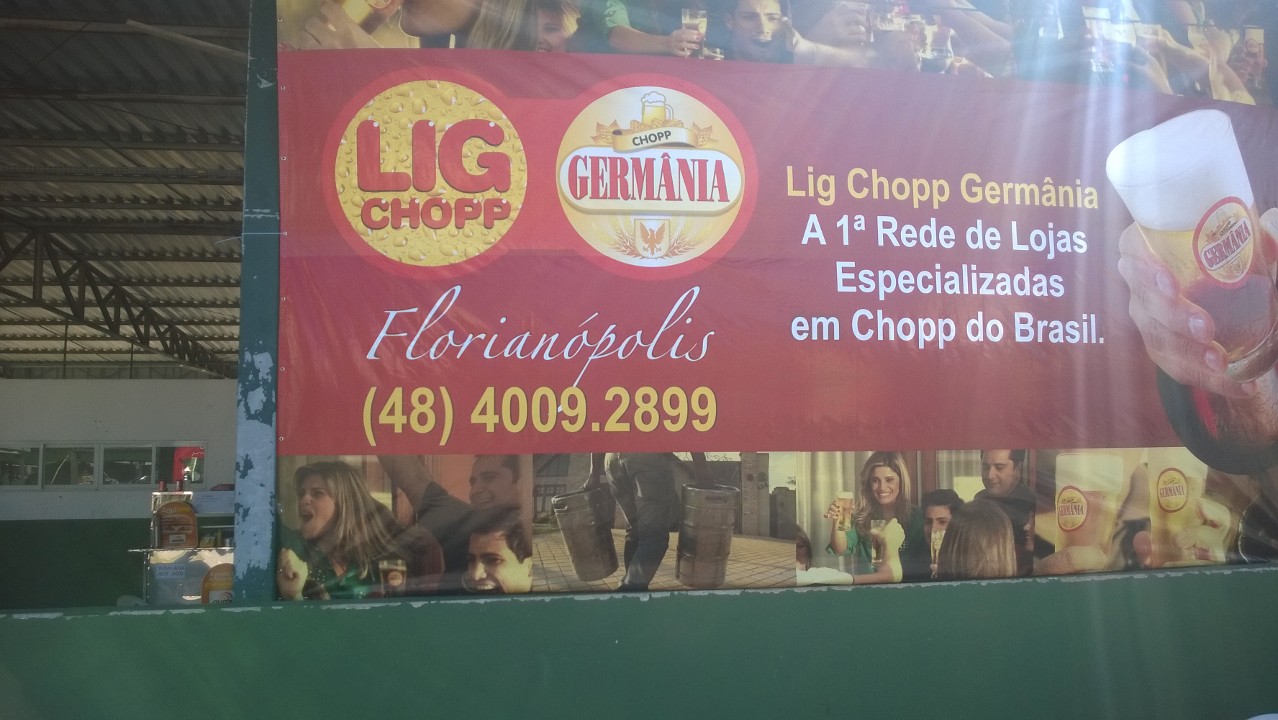 LIG
CHOPP
CHOPP
GERMÂNIA
Lig Chopp Germânia
A 1ª Rede de Lojas
Especializadas
em Chopp do Brasil.
GERMÂNIA
Florianópolis
(48) 4009.2899